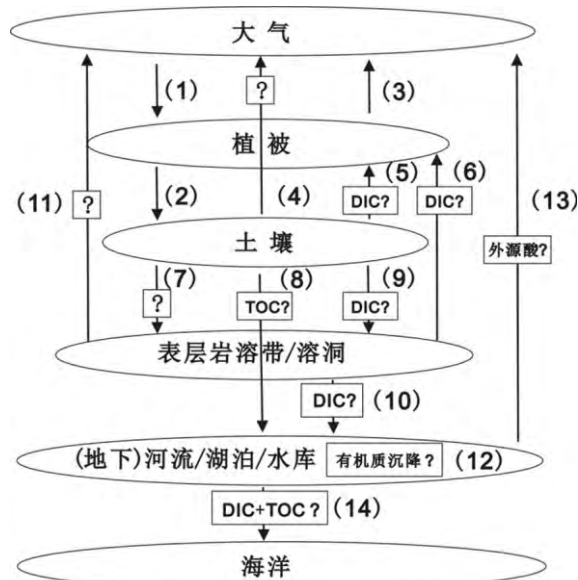 大气
(1)
?
(3)
植被
(11)
?
(2)
(4)
(5)
DIC?
(6)
DIC?
(13)
外源酸?
土壤
(7)
?
(8)
TOC?
(9)
DIC?
表层岩溶带/溶洞
DIC?
(10)
(地下)河流/湖泊/水库
有机质沉降?
(12)
DIC+TOC?
(14)
海洋